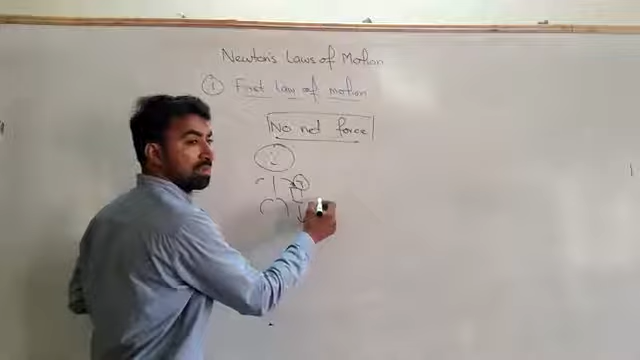 Newton's Laws of Motion
1 First law of motion
No net force